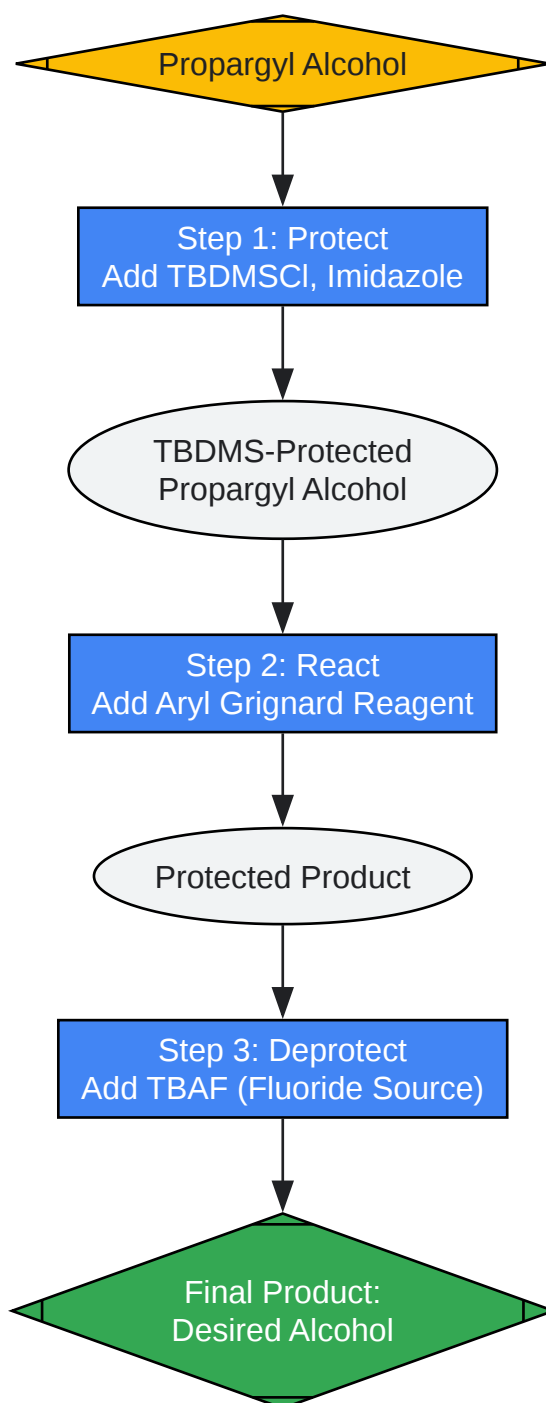 Propargyl Alcohol
Step 1: Protect
Add TBDMSCl, Imidazole
TBDMS-Protected
Propargyl Alcohol
Step 2: React
Add Aryl Grignard Reagent
Protected Product
Step 3: Deprotect
Add TBAF (Fluoride Source)
Final Product:
Desired Alcohol